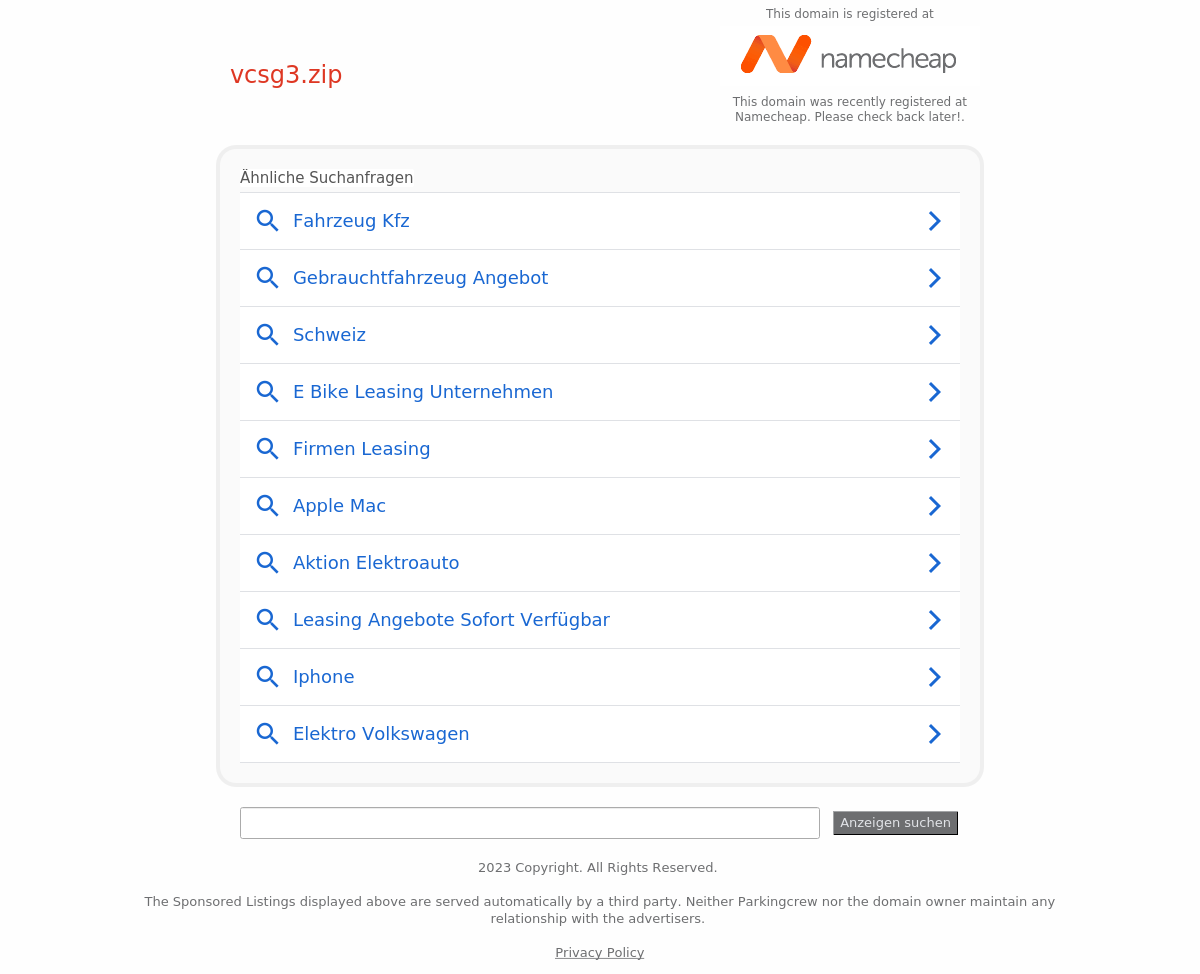 This domain is registered at
namecheap
vcsg3.zip
This domain was recently registered at
Namecheap. Please check back later!.
Ähnliche Suchanfragen
Fahrzeug Kfz
Gebrauchtfahrzeug Angebot
Schweiz
E Bike Leasing Unternehmen
Firmen Leasing
Apple Mac
Aktion Elektroauto
Leasing Angebote Sofort Verfügbar
Iphone
Elektro Volkswagen
Anzeigen suchen
2023 Copyright. All Rights Reserved.
The Sponsored Listings displayed above are served automatically by a third party. Neither Parkingcrew nor the domain owner maintain any
relationship with the advertisers.
Privacy Policy